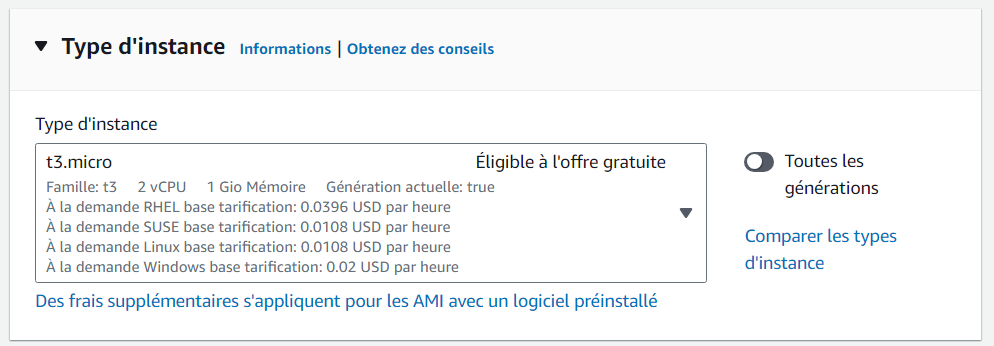 Type d'instance Informations | Obtenez des conseils
Type d'instance
t3.micro Éligible à l'offre gratuite
Famille: t3 2 vCPU 1 Gio Mémoire Génération actuelle: true
À la demande RHEL base tarification: 0.0396 USD par heure
À la demande SUSE base tarification: 0.0108 USD par heure
À la demande Linux base tarification: 0.0108 USD par heure
À la demande Windows base tarification: 0.02 USD par heure
Toutes les
générations
Comparer les types
d'instance
Des frais supplémentaires s'appliquent pour les AMI avec un logiciel préinstallé